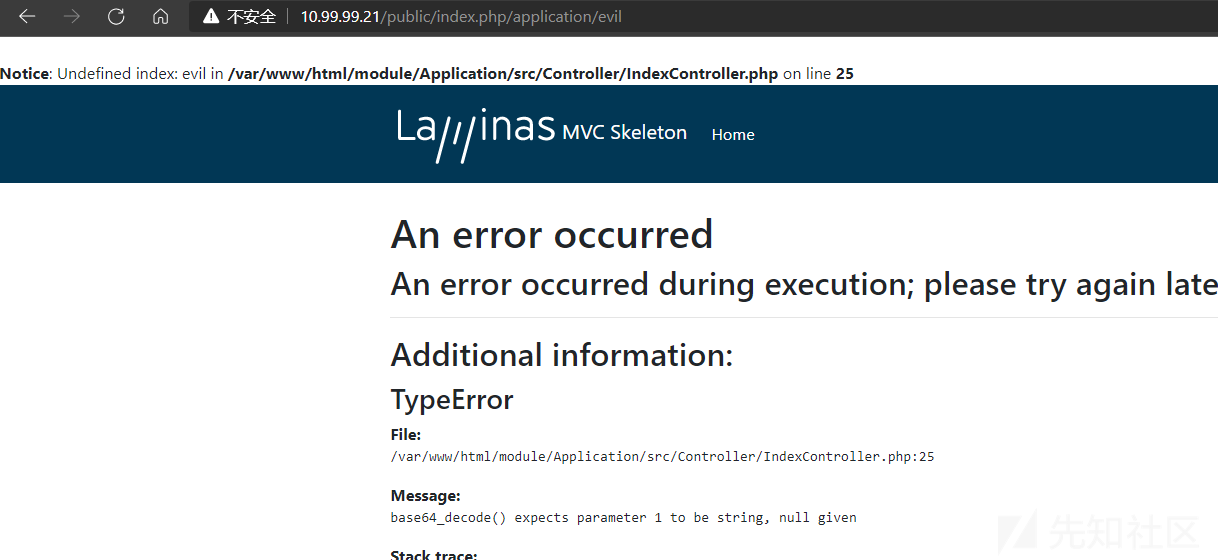 不安全 10.99.99.21/public/index.php/application/evil
Notice: Undefined index: evil in /var/www/html/module/Application/src/Controller/IndexController.php on line 25
Laminas MVC Skeleton Home
An error occurred
An error occurred during execution; please try again late
Additional information:
TypeError
File:
/var/www/html/module/Application/src/Controller/IndexController.php:25
Message:
base64_decode() expects parameter 1 to be string, null given
Stack trace:
先知社区